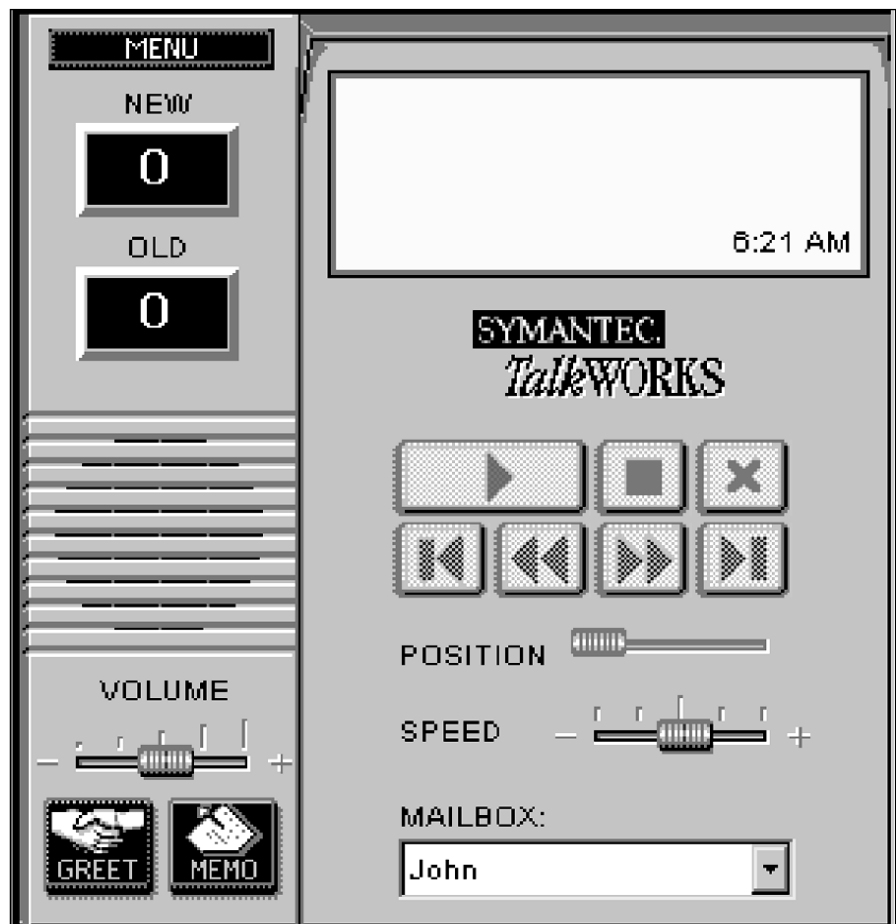 MENU
NEW
0
OLD
0
6:21 AM
SYMANTEC.
TalkWORKS
POSITION
VOLUME
SPEED
- +
- +
GREET
MEMO
MAILBOX:
John